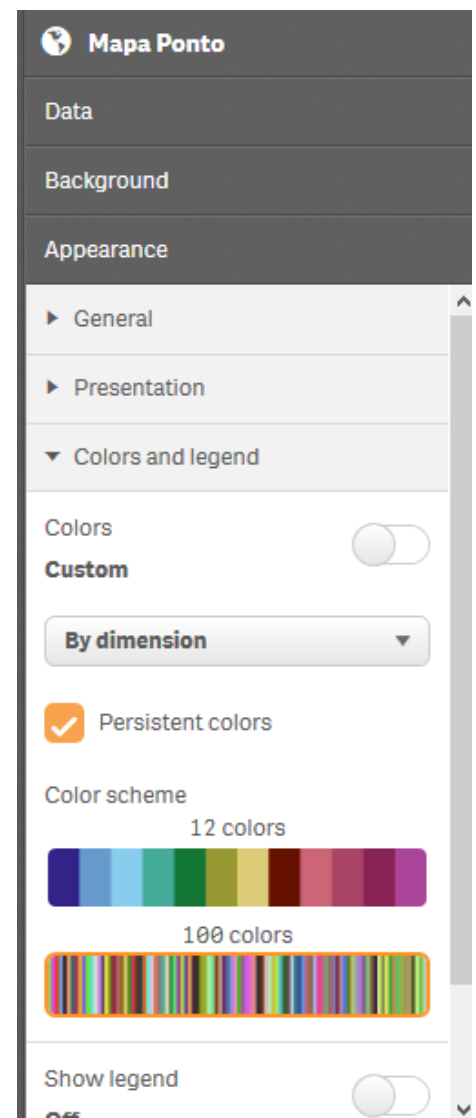 Mapa Ponto
Data
Background
Appearance
General
Presentation
Colors and legend
Colors
Custom
By dimension
Persistent colors
Color scheme
12 colors
100 colors
Show legend
Off